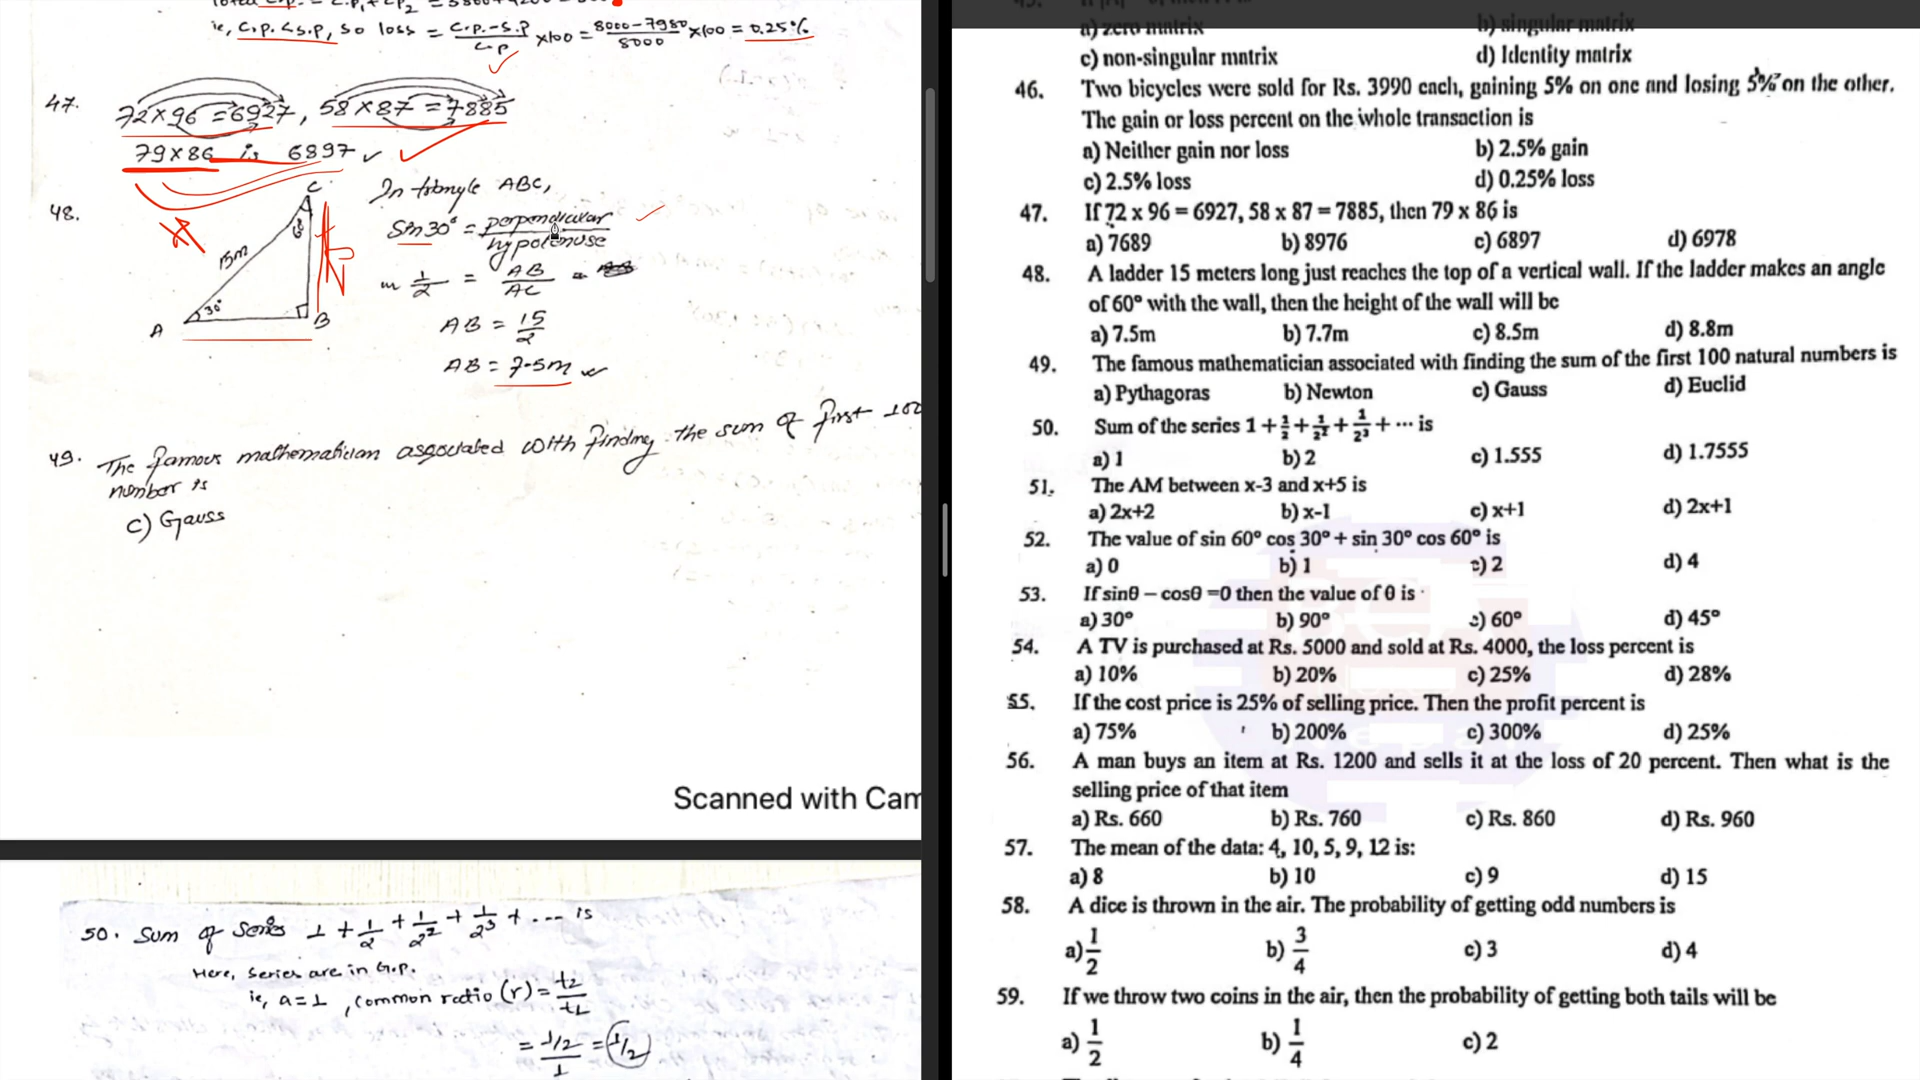 ie, C.P. < S.P, so loss = C.P.-S.P / C.P ×100 = 8000-7980 / 8000 ×100 = 0.25%
47. 72×96 = 6927, 58×87 = 7885
79×86 is 6897
48. In triangle ABC,
Sin30° = perpendicular / hypotenuse
1/2 = AB / AC
AB = 15/2
AB = 7.5m
C
60°
15m
30°
A
B
49. The famous mathematician associated with finding the sum of first 100
number is
c) Gauss
Scanned with Cam
50. Sum of series 1 + 1/2 + 1/2² + 1/2³ + .... is
Here, series are in G.P.
ie, a=1, common ratio (r) = t2/t1
= 1/2 / 1 = 1/2
a) zero matrix b) singular matrix
c) non-singular matrix d) Identity matrix
46. Two bicycles were sold for Rs. 3990 each, gaining 5% on one and losing 5% on the other.
The gain or loss percent on the whole transaction is
a) Neither gain nor loss b) 2.5% gain
c) 2.5% loss d) 0.25% loss
47. If 72 x 96 = 6927, 58 x 87 = 7885, then 79 x 86 is
a) 7689 b) 8976 c) 6897 d) 6978
48. A ladder 15 meters long just reaches the top of a vertical wall. If the ladder makes an angle
of 60° with the wall, then the height of the wall will be
a) 7.5m b) 7.7m c) 8.5m d) 8.8m
49. The famous mathematician associated with finding the sum of the first 100 natural numbers is
a) Pythagoras b) Newton c) Gauss d) Euclid
50. Sum of the series 1 + 1/2 + 1/2² + 1/2³ + ··· is
a) 1 b) 2 c) 1.555 d) 1.7555
51. The AM between x-3 and x+5 is
a) 2x+2 b) x-1 c) x+1 d) 2x+1
52. The value of sin 60° cos 30° + sin 30° cos 60° is
a) 0 b) 1 c) 2 d) 4
53. If sinθ – cosθ =0 then the value of θ is
a) 30° b) 90° c) 60° d) 45°
54. A TV is purchased at Rs. 5000 and sold at Rs. 4000, the loss percent is
a) 10% b) 20% c) 25% d) 28%
55. If the cost price is 25% of selling price. Then the profit percent is
a) 75% b) 200% c) 300% d) 25%
56. A man buys an item at Rs. 1200 and sells it at the loss of 20 percent. Then what is the
selling price of that item
a) Rs. 660 b) Rs. 760 c) Rs. 860 d) Rs. 960
57. The mean of the data: 4, 10, 5, 9, 12 is:
a) 8 b) 10 c) 9 d) 15
58. A dice is thrown in the air. The probability of getting odd numbers is
a) 1/2 b) 3/4 c) 3 d) 4
59. If we throw two coins in the air, then the probability of getting both tails will be
a) 1/2 b) 1/4 c) 2